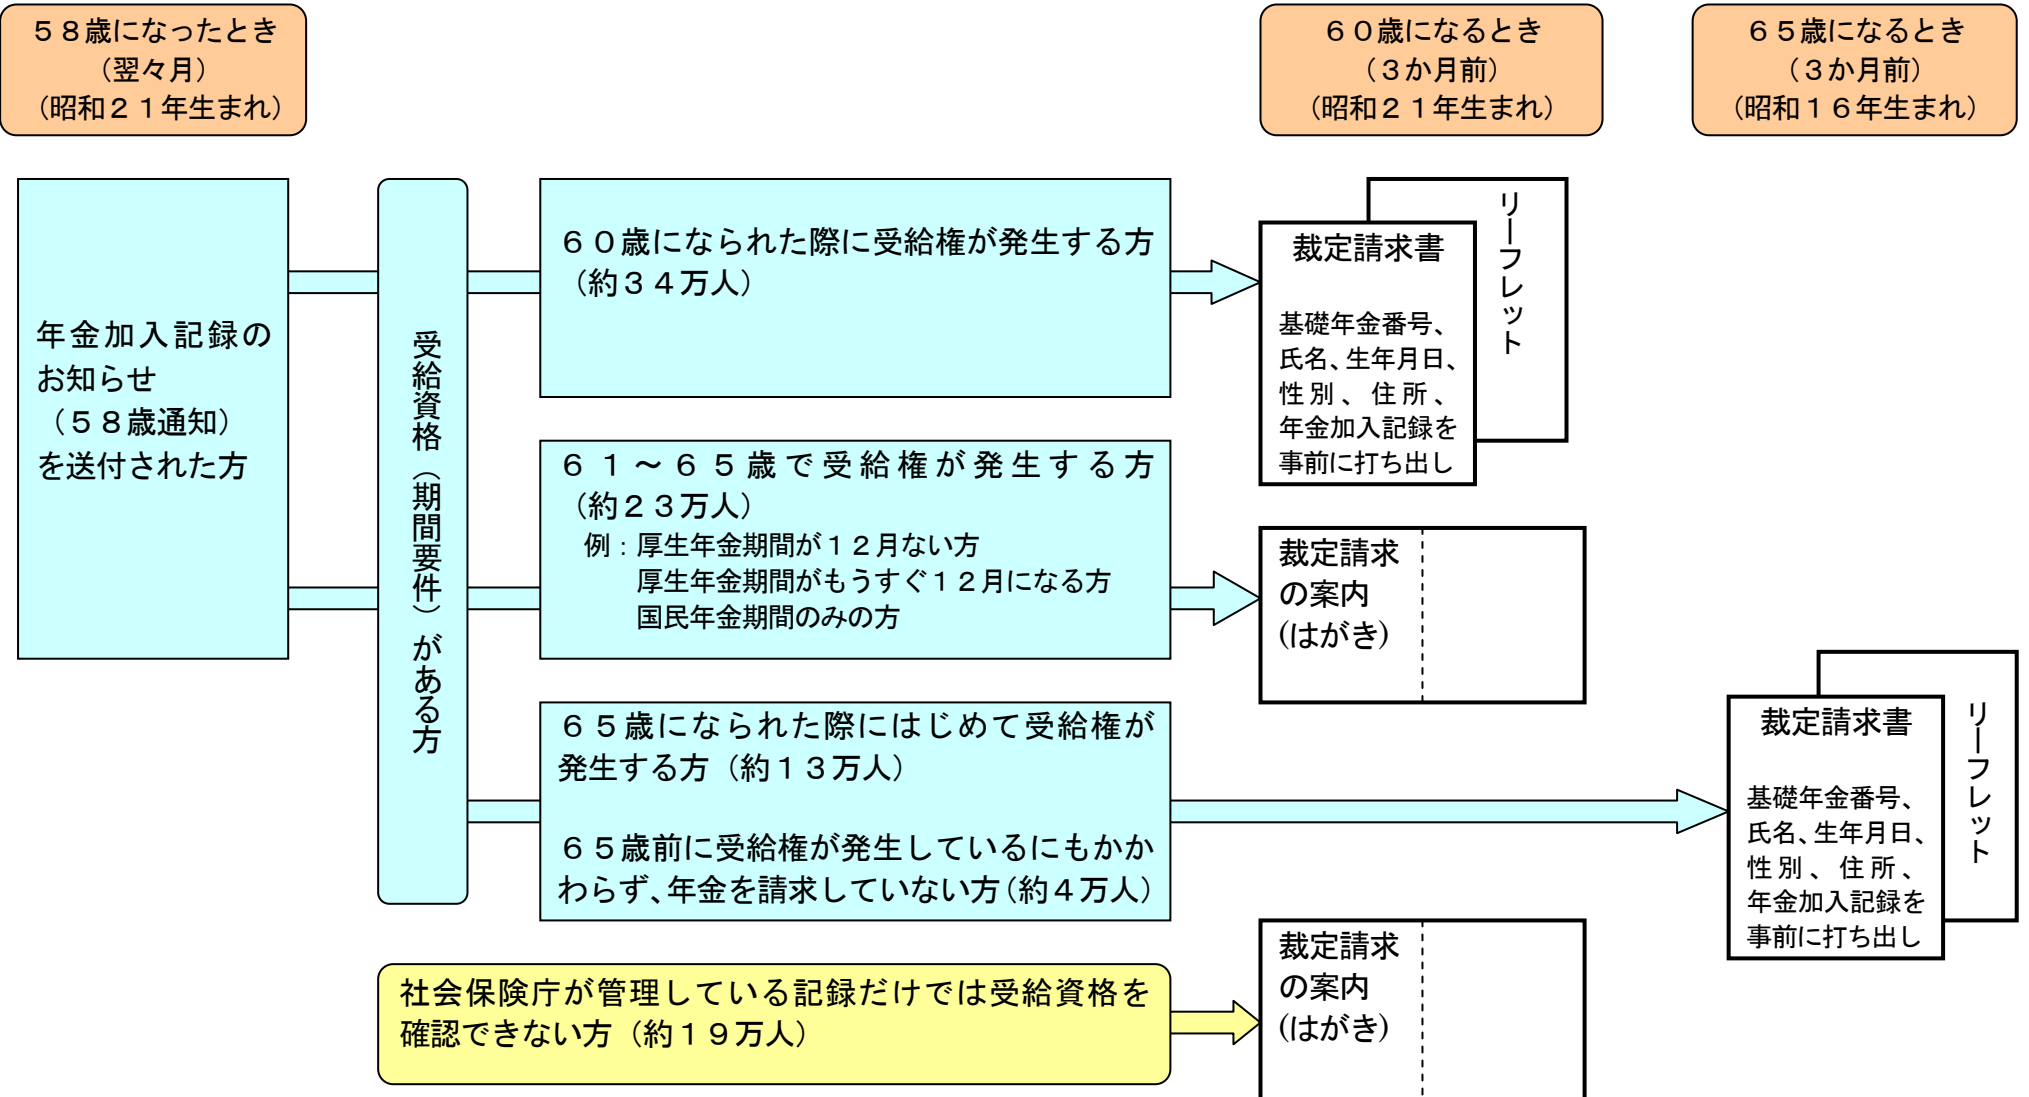 ５８歳になったとき
（翌々月）
（昭和２１年生まれ）
６０歳になるとき
（３か月前）
（昭和２１年生まれ）
６５歳になるとき
（３か月前）
（昭和１６年生まれ）
年金加入記録の
お知らせ
（５８歳通知）
を送付された方
受給資格（期間要件）がある方
６０歳になられた際に受給権が発生する方
（約３４万人）
裁定請求書
基礎年金番号、
氏名、生年月日、
性別、住所、
年金加入記録を
事前に打ち出し
リーフレット
６１～６５歳で受給権が発生する方
（約２３万人）
例：厚生年金期間が１２月ない方
厚生年金期間がもうすぐ１２月になる方
国民年金期間のみの方
裁定請求
の案内
(はがき)
６５歳になられた際にはじめて受給権が
発生する方（約１３万人）
６５歳前に受給権が発生しているにもかか
わらず、年金を請求していない方（約４万人）
裁定請求書
基礎年金番号、
氏名、生年月日、
性別、住所、
年金加入記録を
事前に打ち出し
リーフレット
社会保険庁が管理している記録だけでは受給資格を
確認できない方（約１９万人）
裁定請求
の案内
(はがき)